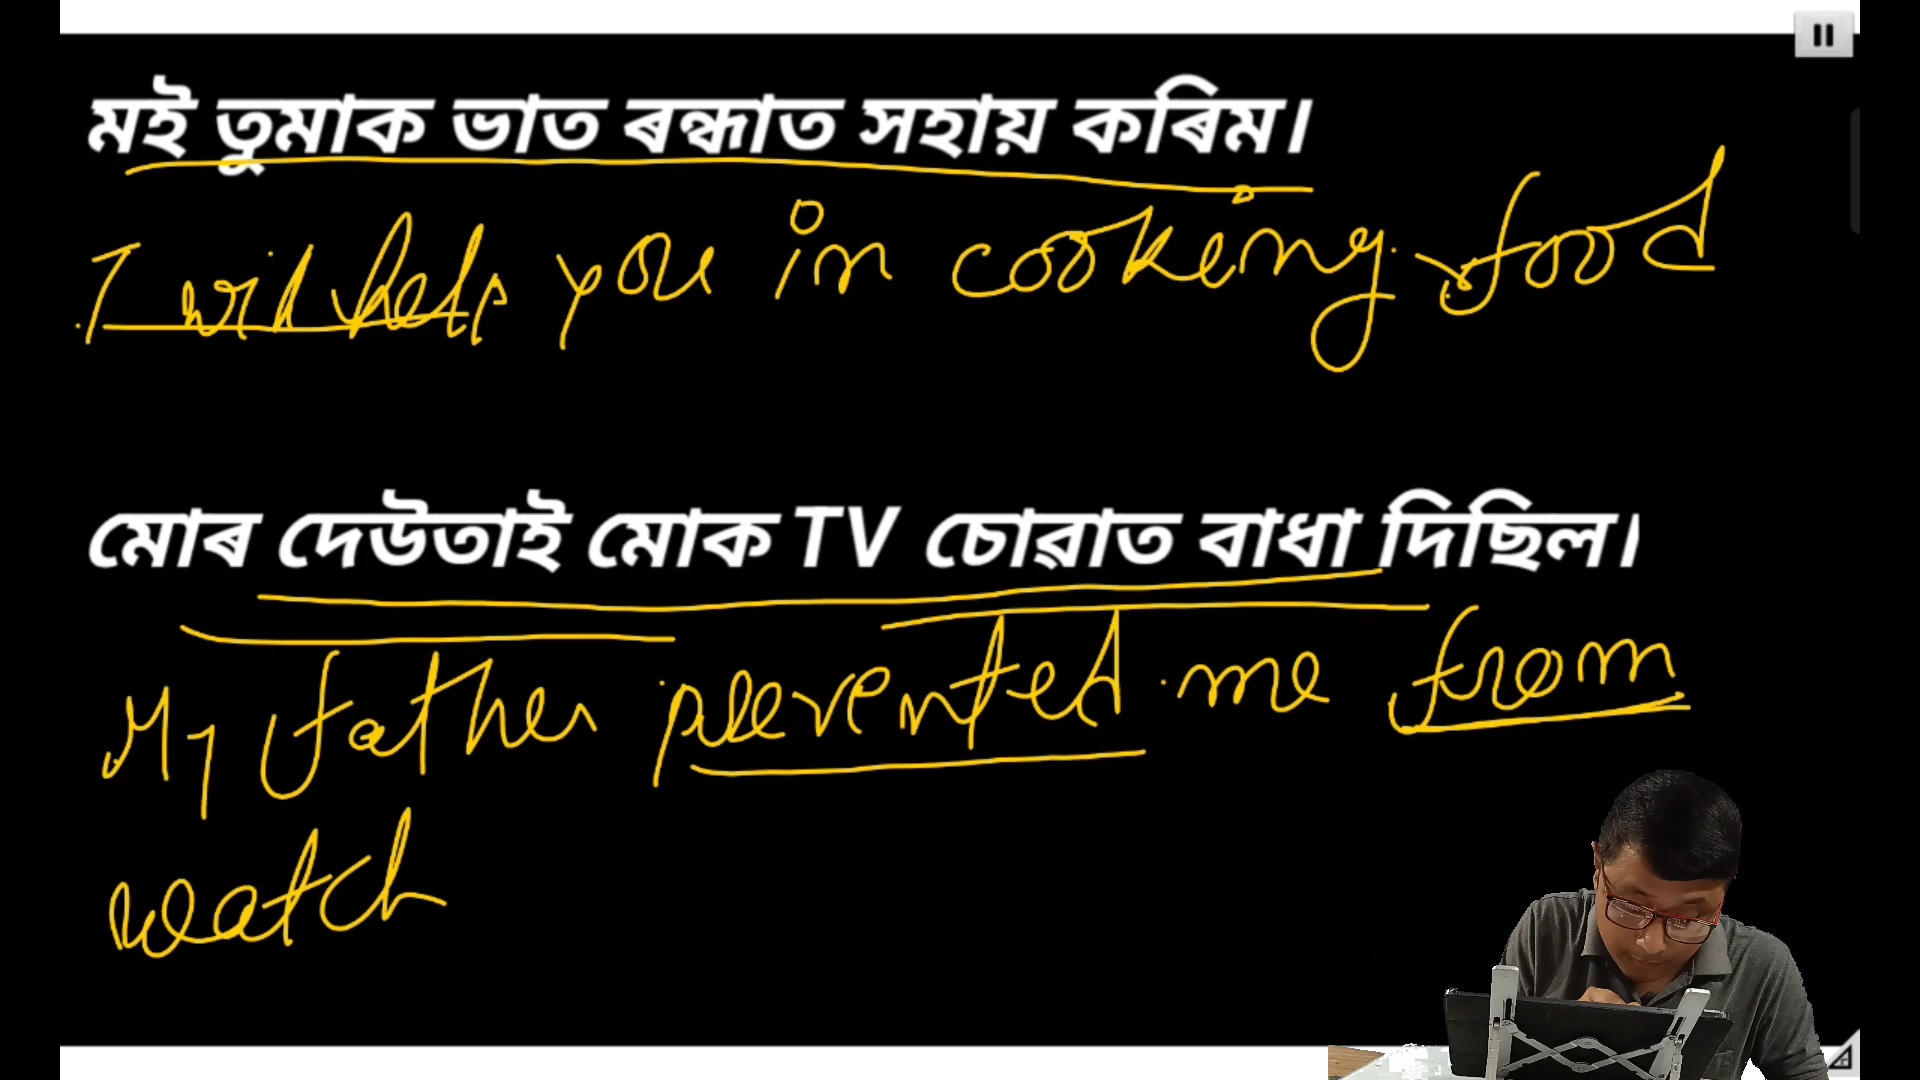 মই তুমাক ভাত ৰন্ধাত সহায় কৰিম।
I will help you in cooking food
মোৰ দেউতাই মোক TV চোৱাত বাধা দিছিল।
My father prevented me from
watch